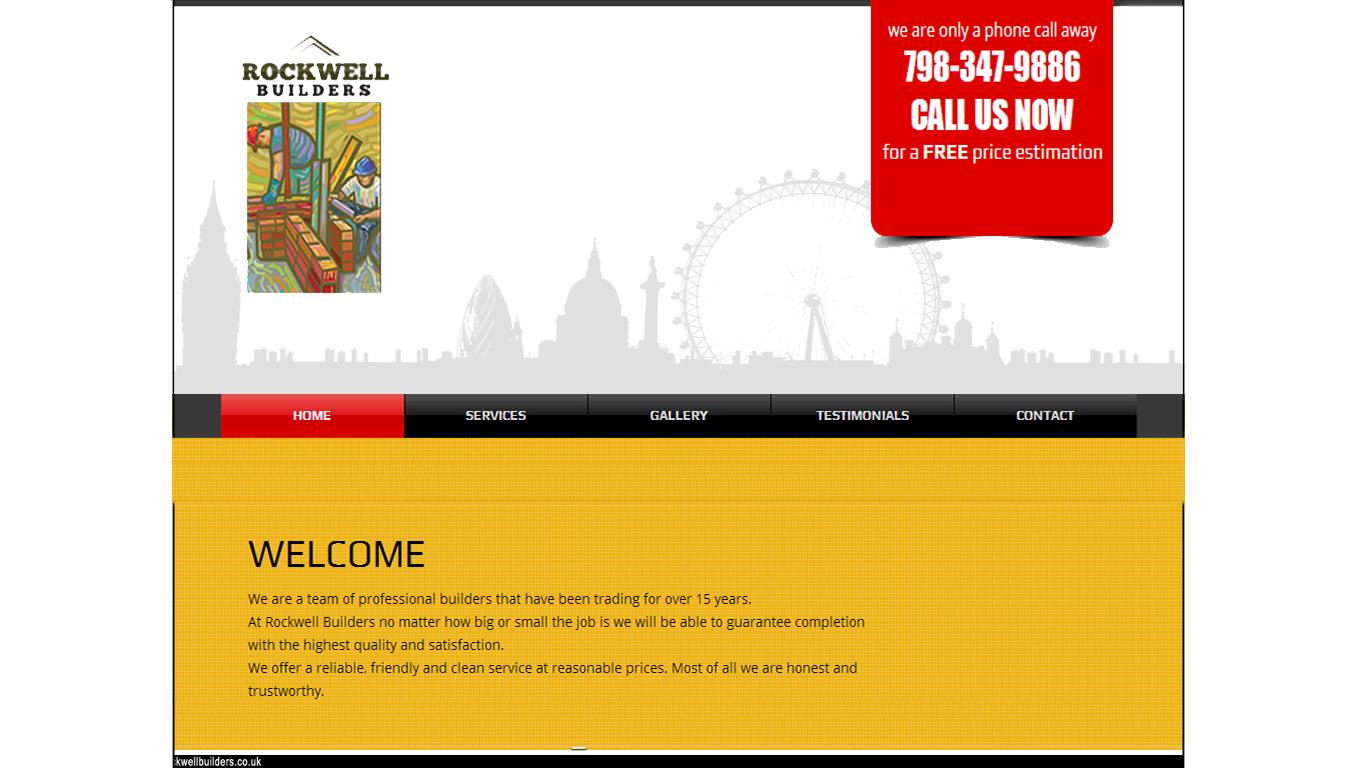 ROCKWELL
BUILDERS
we are only a phone call away
798-347-9886
CALL US NOW
for a FREE price estimation
HOME
SERVICES
GALLERY
TESTIMONIALS
CONTACT
WELCOME
We are a team of professional builders that have been trading for over 15 years.
At Rockwell Builders no matter how big or small the job is we will be able to guarantee completion
with the highest quality and satisfaction.
We offer a reliable, friendly and clean service at reasonable prices. Most of all we are honest and
trustworthy.
kwellbuilders.co.uk